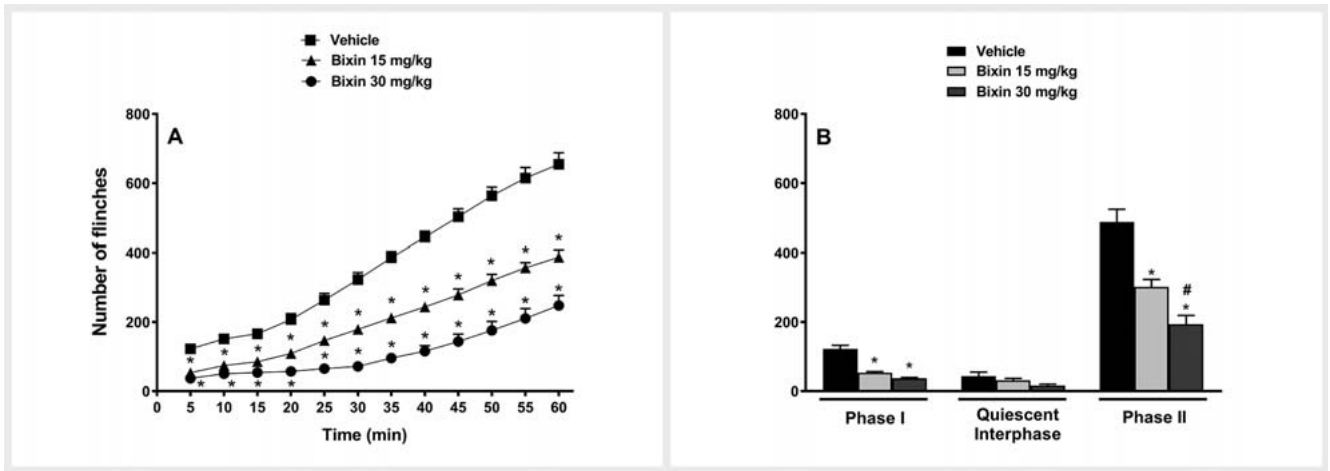 Vehicle
Bixin 15 mg/kg
Bixin 30 mg/kg
A
Number of flinches
800
600
400
200
0
* * * * * * * * * * * *
* * * * * * * * * * * *
0 5 10 15 20 25 30 35 40 45 50 55 60
Time (min)
Vehicle
Bixin 15 mg/kg
Bixin 30 mg/kg
B
800
600
400
200
0
* *
* # *
Phase I
Quiescent
Interphase
Phase II